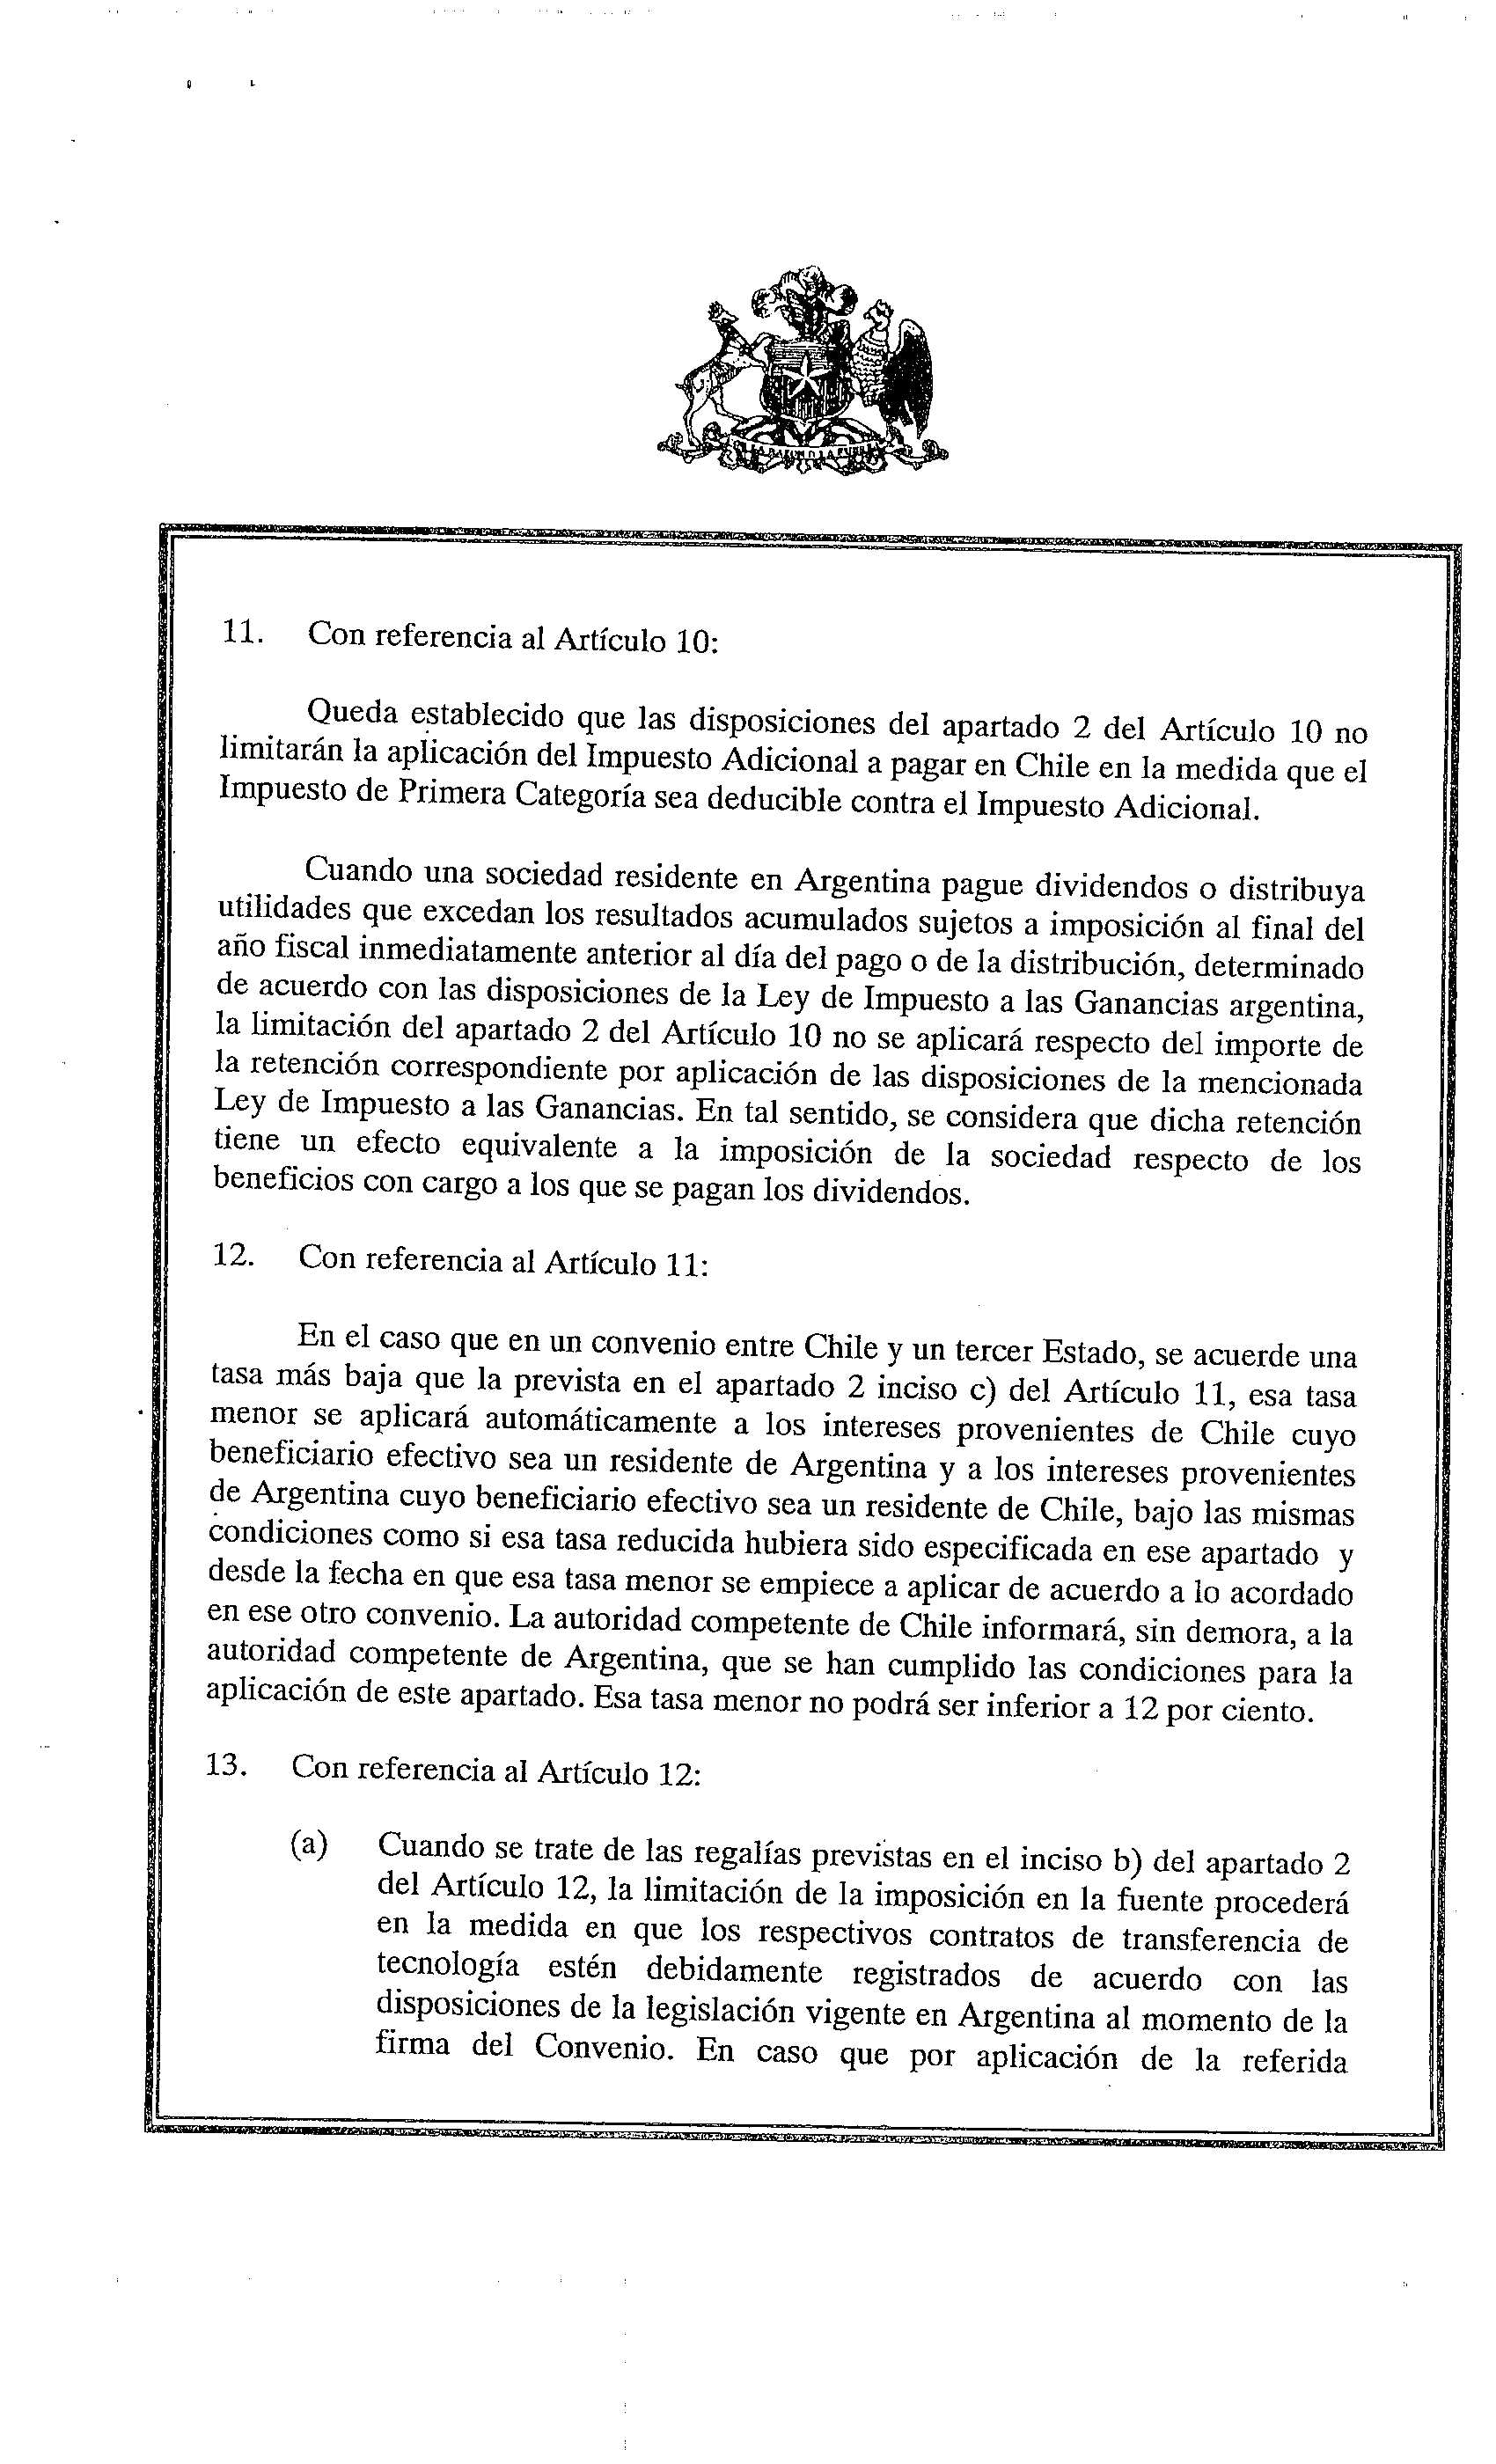 11. Con referencia al Artículo 10:
Queda establecido que las disposiciones del apartado 2 del Artículo 10 no
limitarán la aplicación del Impuesto Adicional a pagar en Chile en la medida que el
Impuesto de Primera Categoría sea deducible contra el Impuesto Adicional.
Cuando una sociedad residente en Argentina pague dividendos o distribuya
utilidades que excedan los resultados acumulados sujetos a imposición al final del
año fiscal inmediatamente anterior al día del pago o de la distribución, determinado
de acuerdo con las disposiciones de la Ley de Impuesto a las Ganancias argentina,
la limitación del apartado 2 del Artículo 10 no se aplicará respecto del importe de
la retención correspondiente por aplicación de las disposiciones de la mencionada
Ley de Impuesto a las Ganancias. En tal sentido, se considera que dicha retención
tiene un efecto equivalente a la imposición de la sociedad respecto de los
beneficios con cargo a los que se pagan los dividendos.
12. Con referencia al Artículo 11:
En el caso que en un convenio entre Chile y un tercer Estado, se acuerde una
tasa más baja que la prevista en el apartado 2 inciso c) del Artículo 11, esa tasa
menor se aplicará automáticamente a los intereses provenientes de Chile cuyo
beneficiario efectivo sea un residente de Argentina y a los intereses provenientes
de Argentina cuyo beneficiario efectivo sea un residente de Chile, bajo las mismas
condiciones como si esa tasa reducida hubiera sido especificada en ese apartado y
desde la fecha en que esa tasa menor se empiece a aplicar de acuerdo a lo acordado
en ese otro convenio. La autoridad competente de Chile informará, sin demora, a la
autoridad competente de Argentina, que se han cumplido las condiciones para la
aplicación de este apartado. Esa tasa menor no podrá ser inferior a 12 por ciento.
13. Con referencia al Artículo 12:
(a) Cuando se trate de las regalías previstas en el inciso b) del apartado 2
del Artículo 12, la limitación de la imposición en la fuente procederá
en la medida en que los respectivos contratos de transferencia de
tecnología estén debidamente registrados de acuerdo con las
disposiciones de la legislación vigente en Argentina al momento de la
firma del Convenio. En caso que por aplicación de la referida